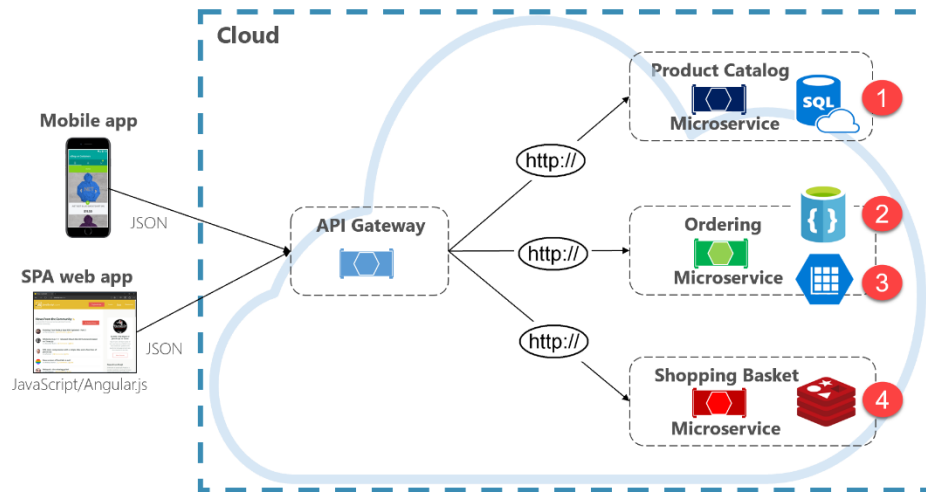 Cloud
Product Catalog
SQL
1
Microservice
Mobile app
http://
JSON
API Gateway
Ordering
{ }
2
http://
Microservice
3
SPA web app
JSON
http://
Shopping Basket
4
Microservice
JavaScript/Angular.js